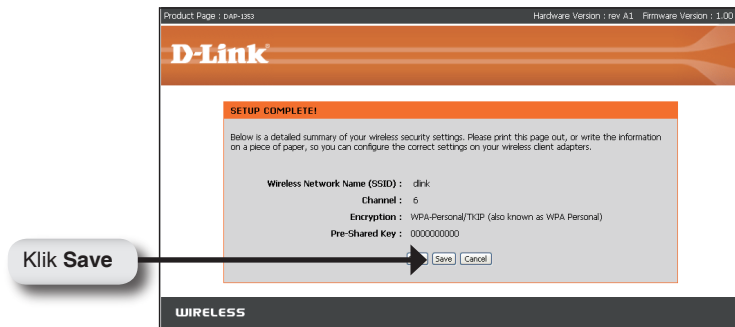 Product Page : DAP-1353 Hardware Version : rev A1 Firmware Version : 1.00
D-Link
SETUP COMPLETE!
Below is a detailed summary of your wireless security settings. Please print this page out, or write the information
on a piece of paper, so you can configure the correct settings on your wireless client adapters.
Wireless Network Name (SSID) : dlink
Channel : 6
Encryption : WPA-Personal/TKIP (also known as WPA Personal)
Pre-Shared Key : 0000000000
Klik Save
Save Cancel
WIRELESS